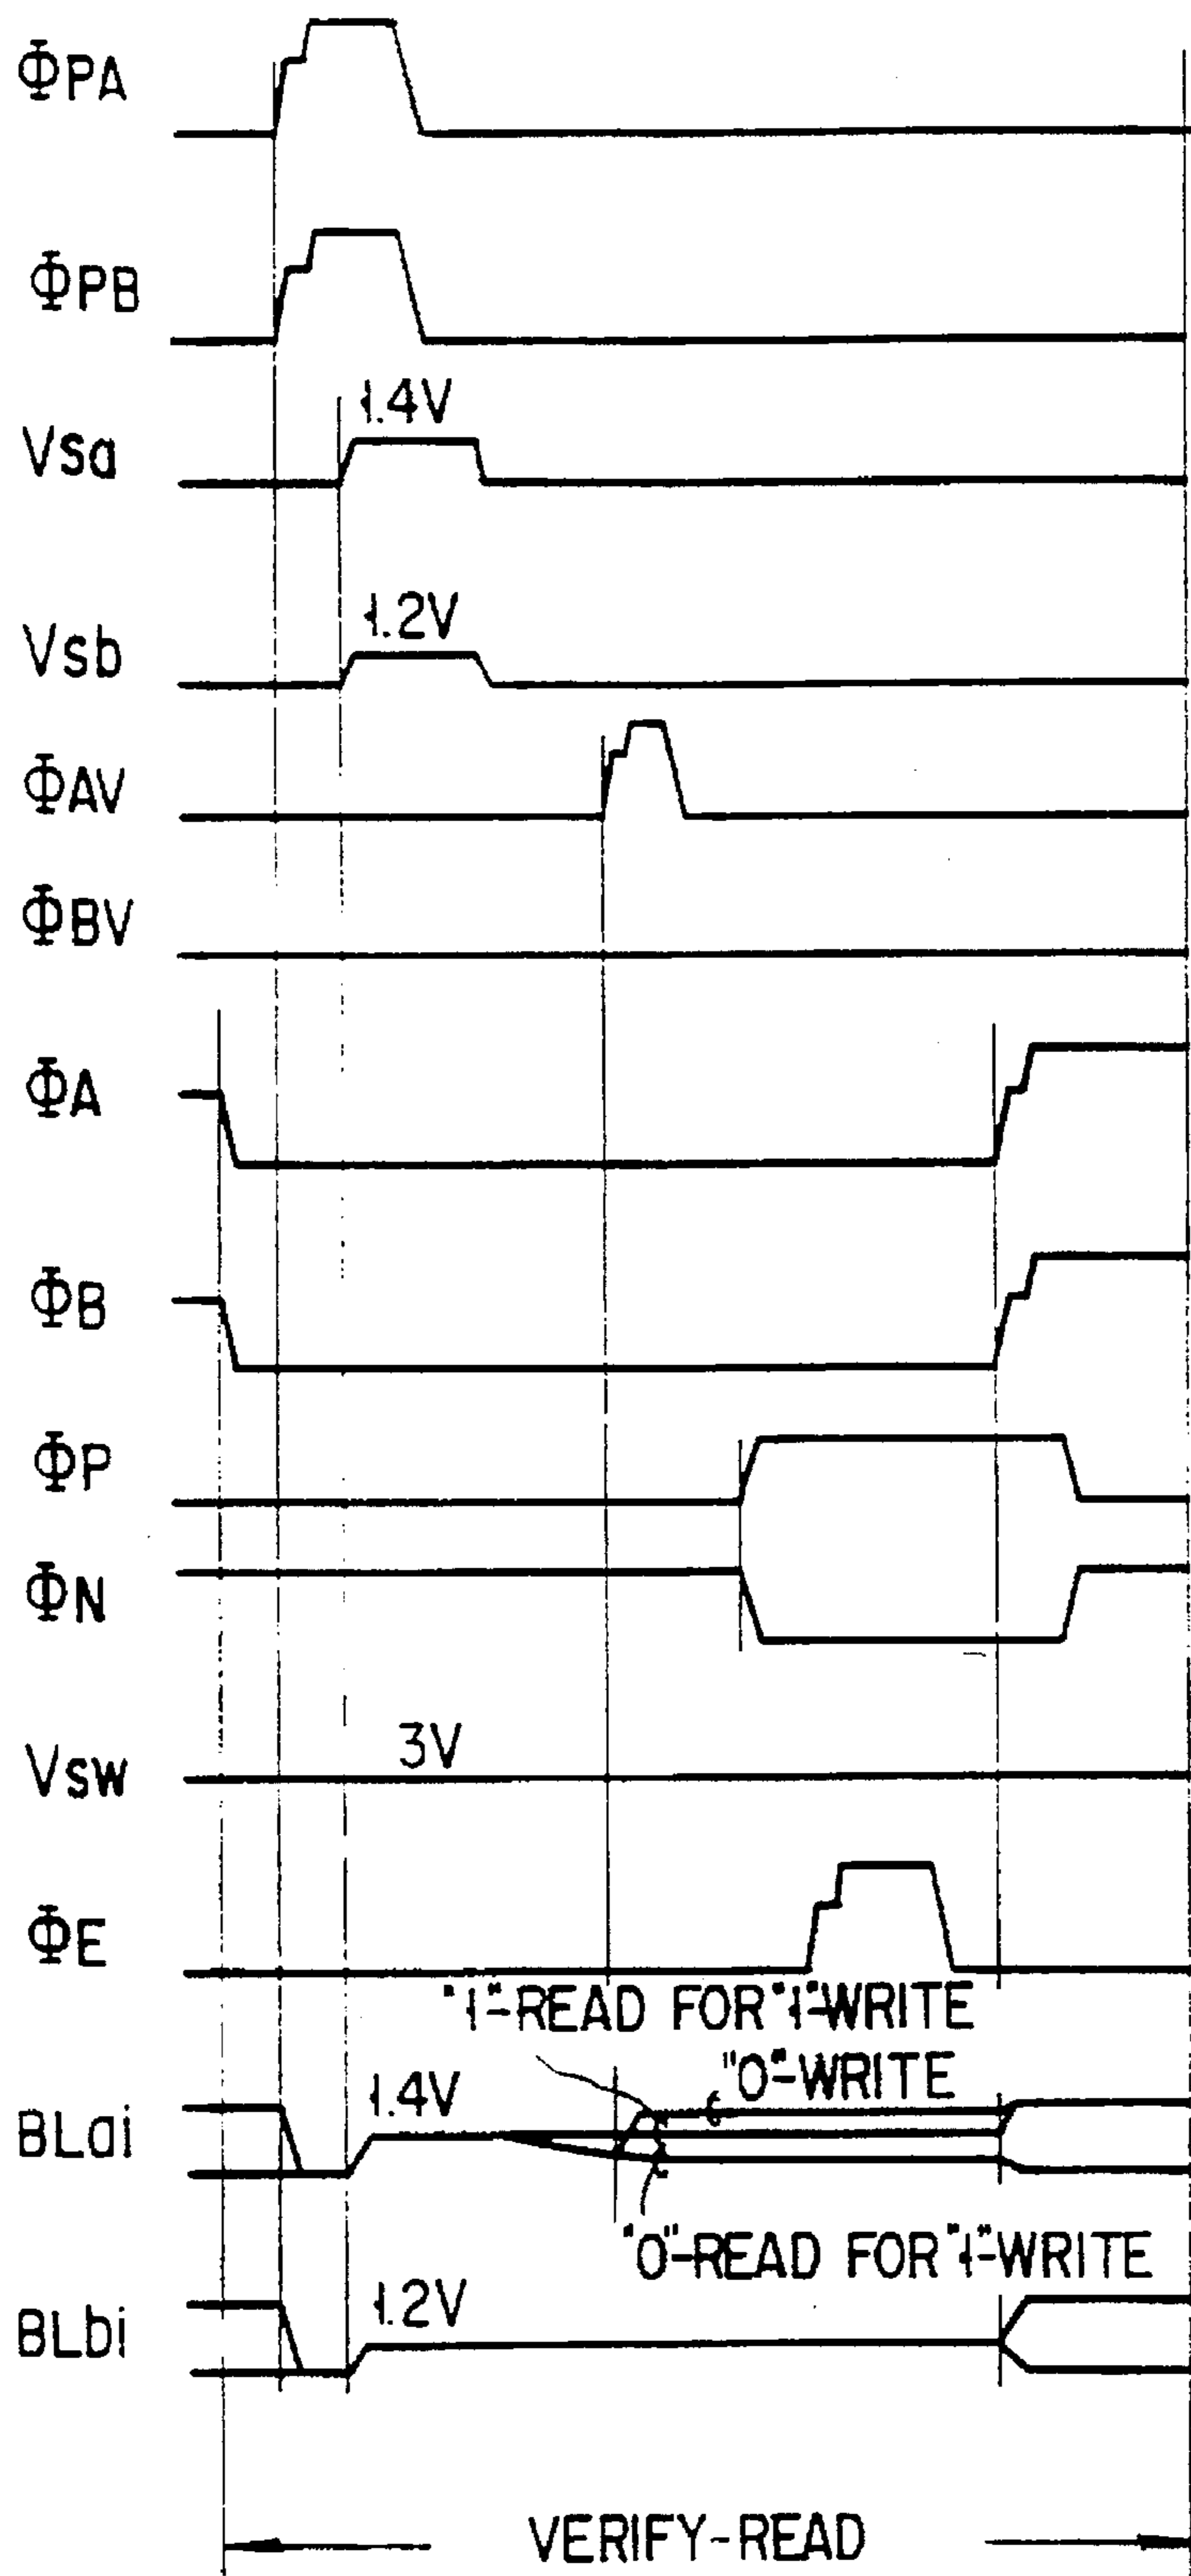 ΦPA
ΦPB
1.4V
Vsa
1.2V
Vsb
ΦAV
ΦBV
ΦA
ΦB
ΦP
ΦN
3V
Vsw
ΦE
"1"-READ FOR "1"-WRITE
"0"-WRITE
1.4V
BLai
"0"-READ FOR "1"-WRITE
1.2V
BLbi
VERIFY-READ